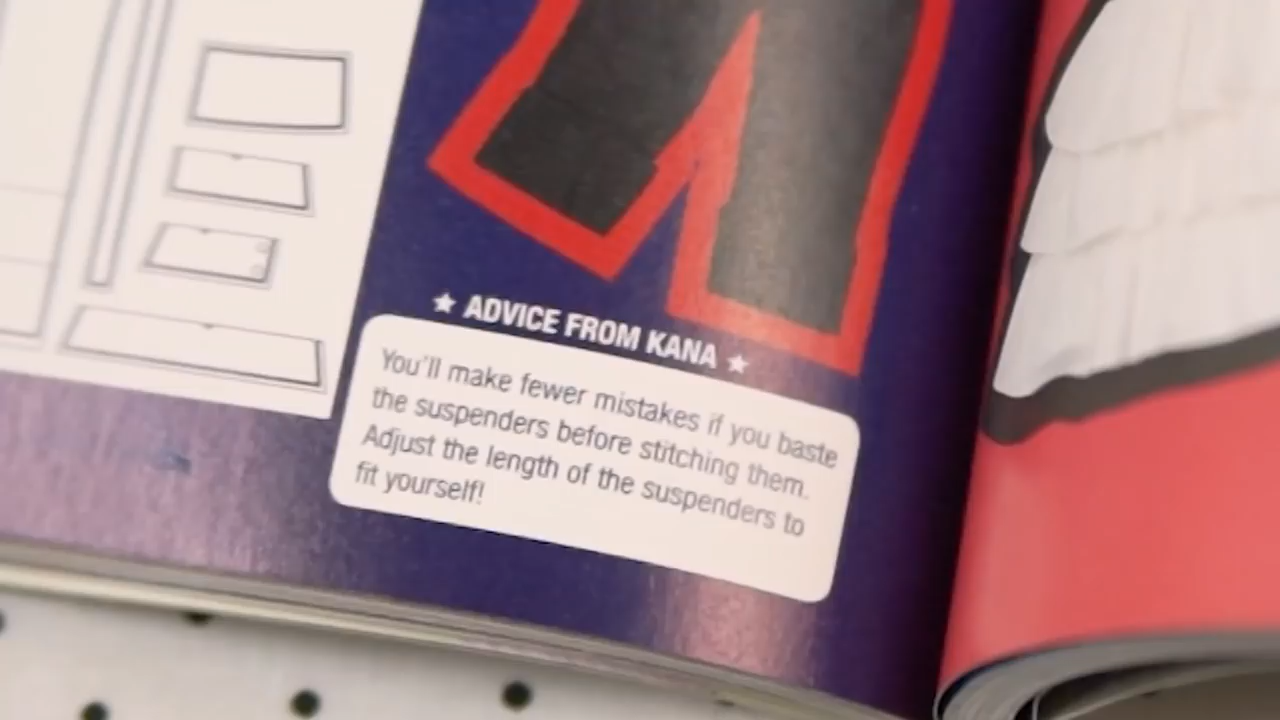 ★ ADVICE FROM KANA ★
You'll make fewer mistakes if you baste
the suspenders before stitching them.
Adjust the length of the suspenders to
fit yourself!